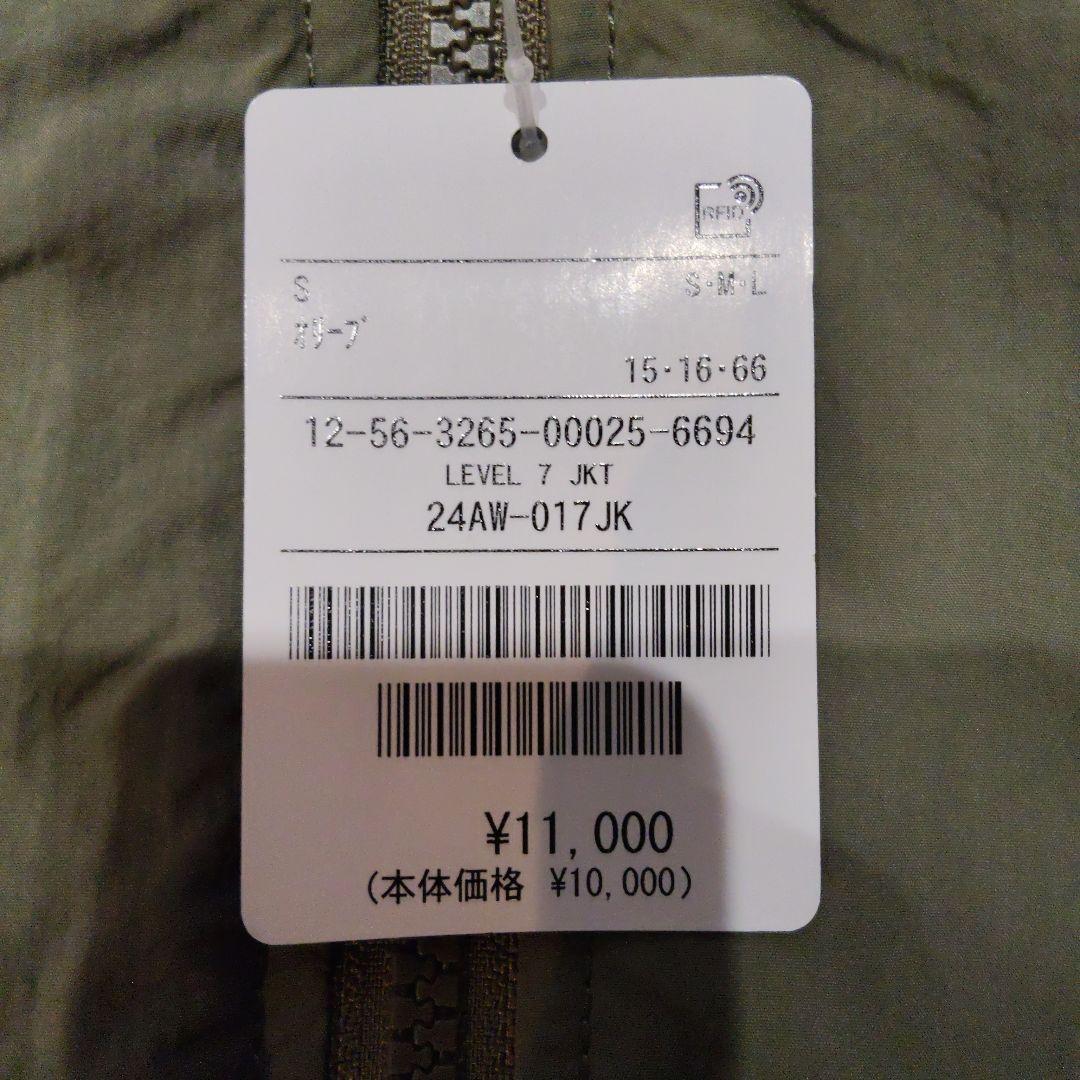 RFID
S S·M·L
ｵﾘｰﾌﾞ
15·16·66
12-56-3265-00025-6694
LEVEL 7 JKT
24AW-017JK
¥11,000
(本体価格 ¥10,000)